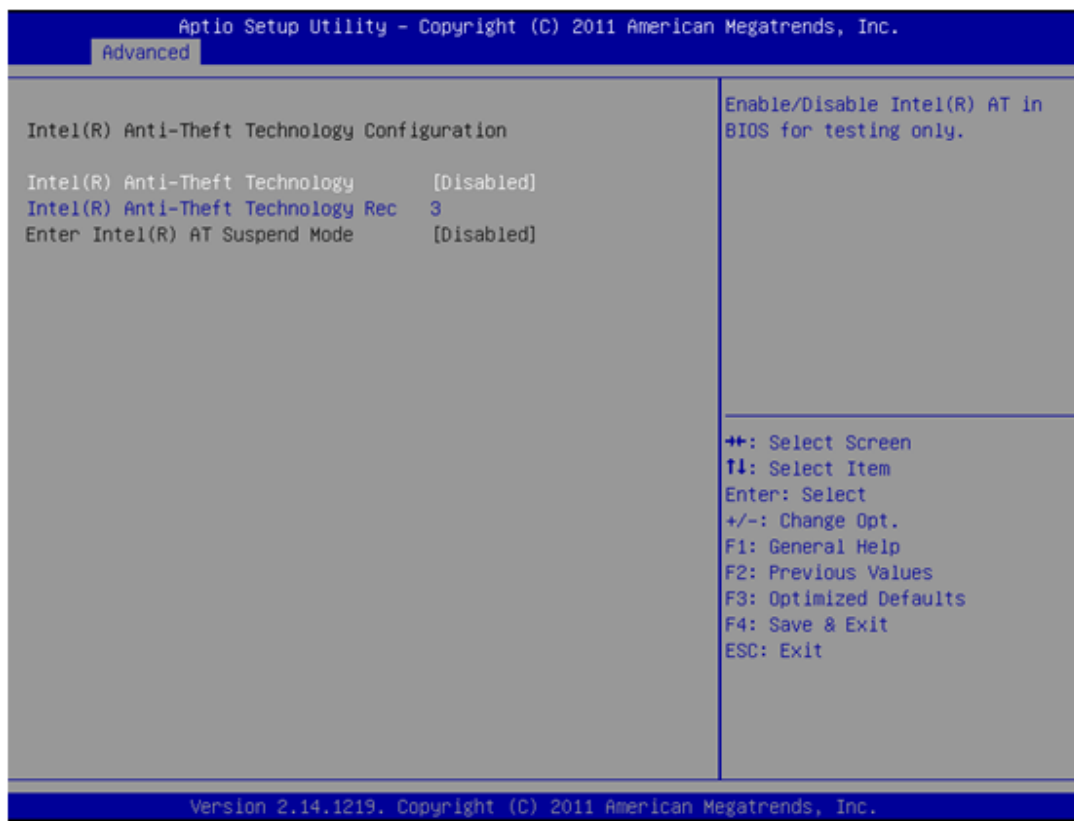 Aptio Setup Utility – Copyright (C) 2011 American Megatrends, Inc.
Advanced
Intel(R) Anti-Theft Technology Configuration
Intel(R) Anti-Theft Technology [Disabled]
Intel(R) Anti-Theft Technology Rec 3
Enter Intel(R) AT Suspend Mode [Disabled]
Enable/Disable Intel(R) AT in
BIOS for testing only.
→←: Select Screen
↑↓: Select Item
Enter: Select
+/-: Change Opt.
F1: General Help
F2: Previous Values
F3: Optimized Defaults
F4: Save & Exit
ESC: Exit
Version 2.14.1219. Copyright (C) 2011 American Megatrends, Inc.